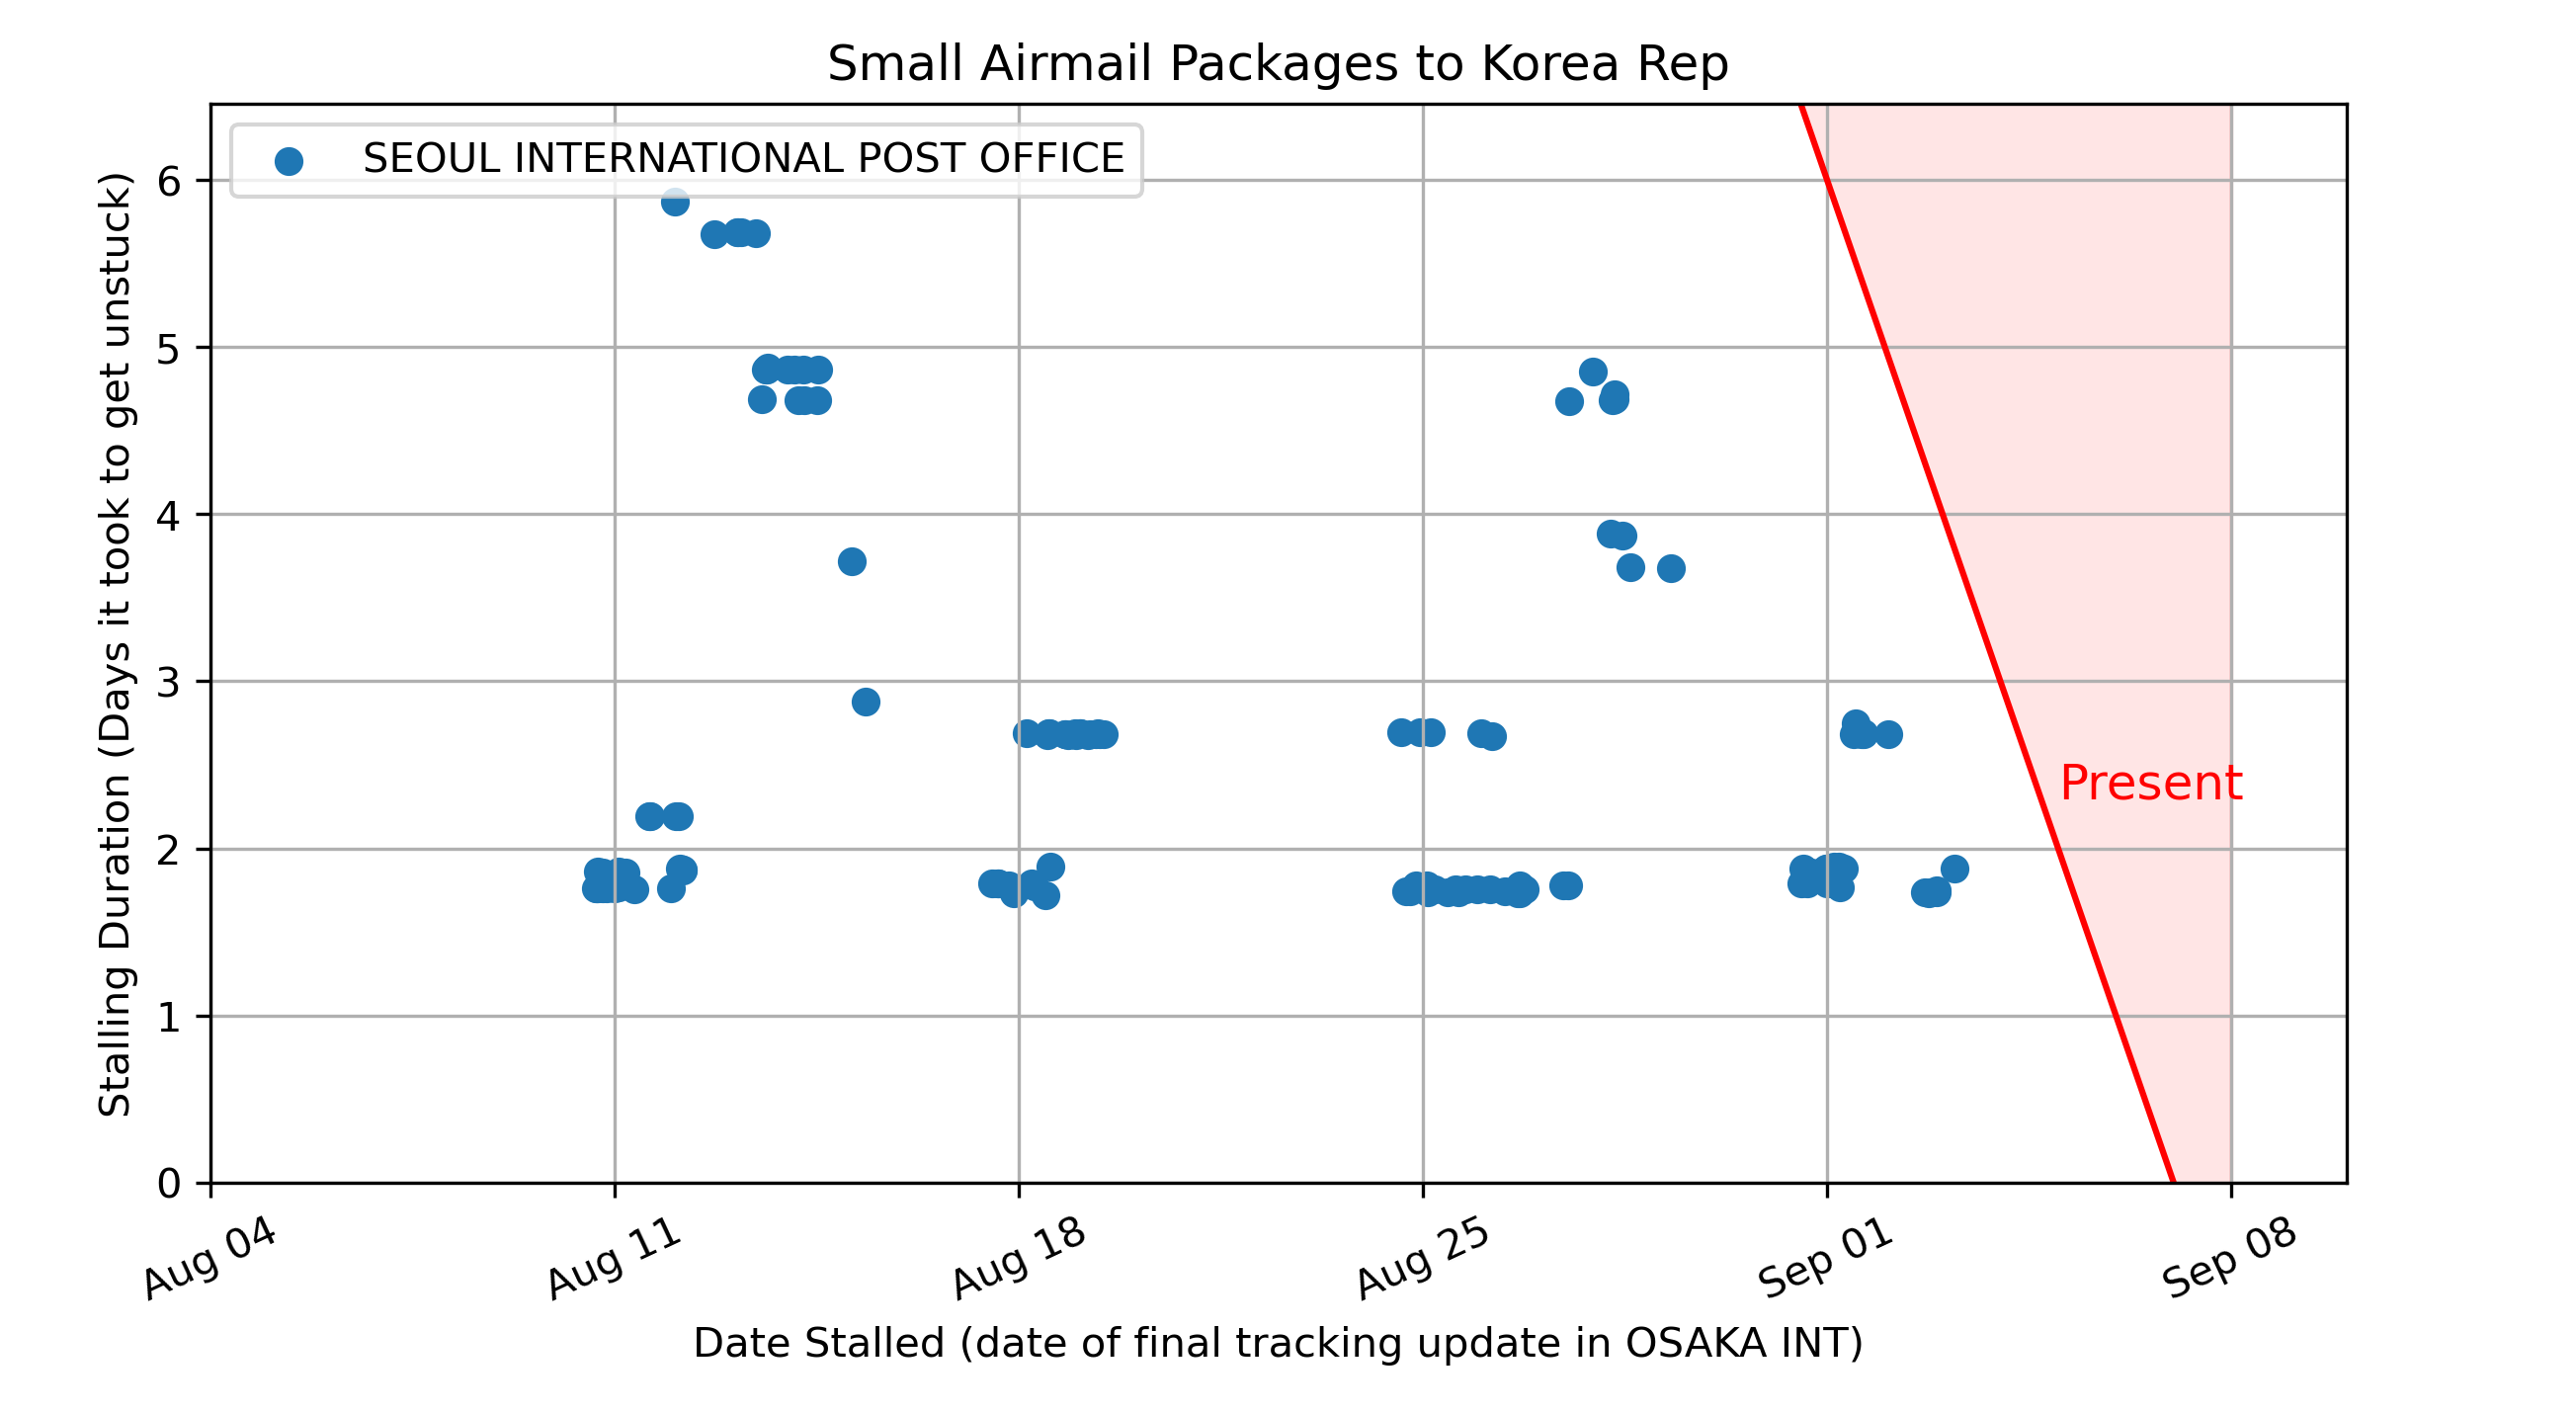 Small Airmail Packages to Korea Rep
SEOUL INTERNATIONAL POST OFFICE
Stalling Duration (Days it took to get unstuck)
6
5
4
3
2
1
0
Present
Aug 04
Aug 11
Aug 18
Aug 25
Sep 01
Sep 08
Date Stalled (date of final tracking update in OSAKA INT)